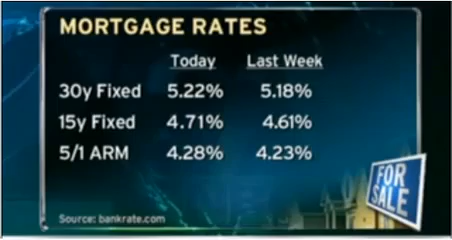 MORTGAGE RATES
Today Last Week
30y Fixed 5.22% 5.18%
15y Fixed 4.71% 4.61%
5/1 ARM 4.28% 4.23%
FOR
SALE
Source: bankrate.com